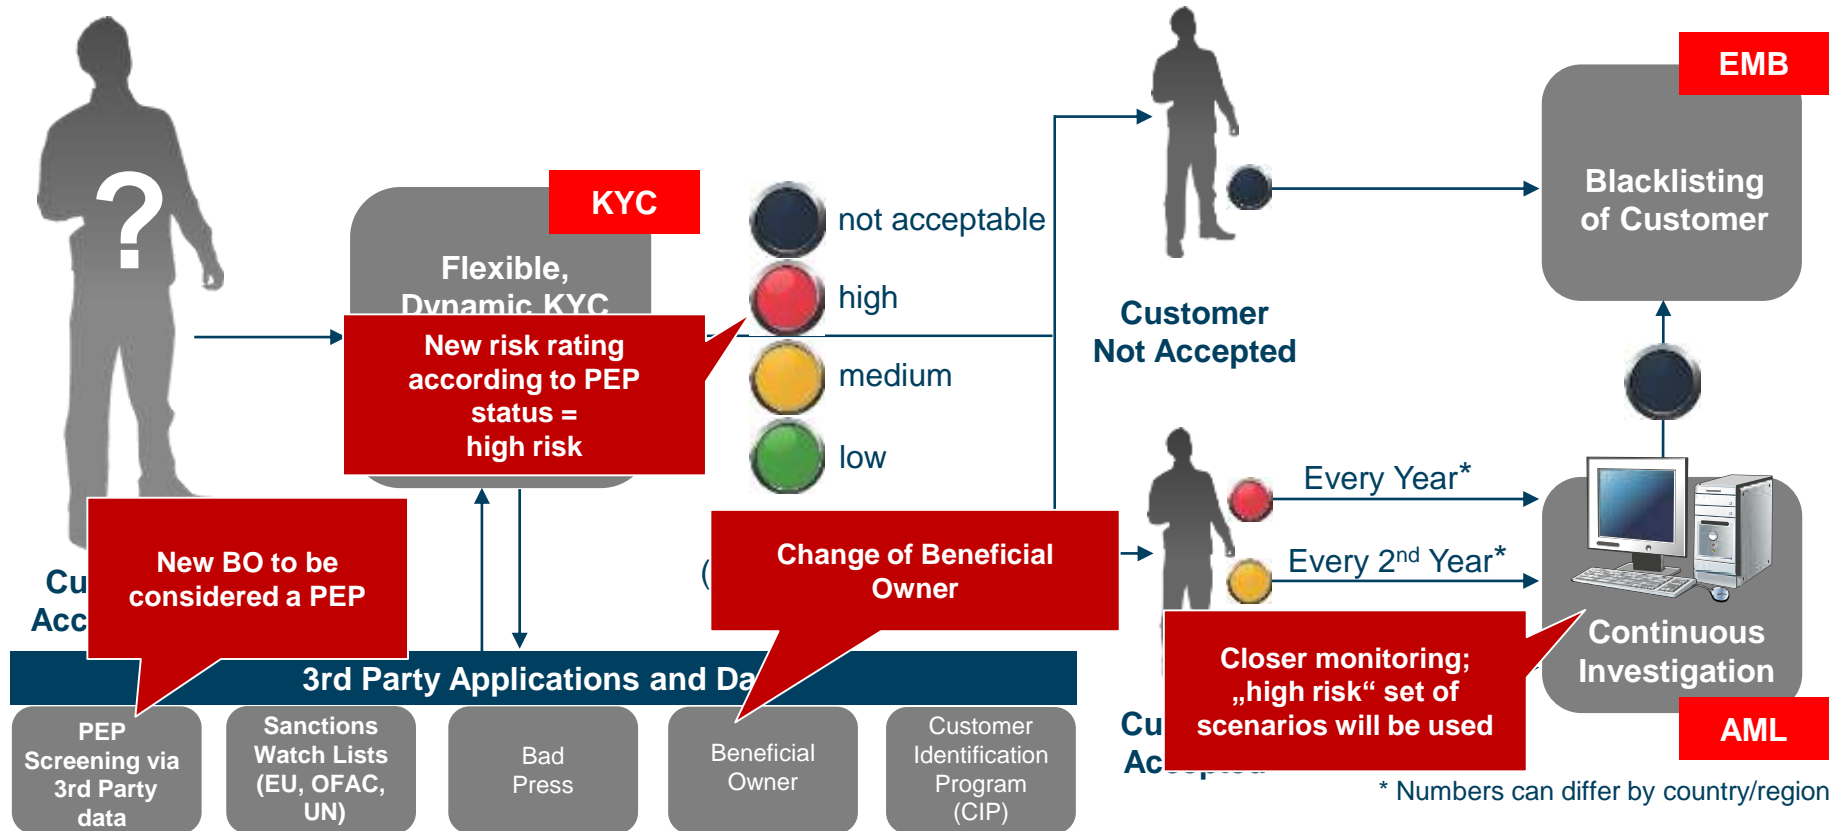 EMB
Blacklisting
of Customer
?
KYC
Flexible,
Dynamic KYC
not acceptable
high
medium
low
New risk rating
according to PEP
status =
high risk
Customer
Not Accepted
Every Year*
Every 2nd Year*
New BO to be
considered a PEP
Change of Beneficial
Owner
(
Closer monitoring;
„high risk“ set of
scenarios will be used
Continuous
Investigation
AML
3rd Party Applications and Da
PEP
Screening via
3rd Party
data
Sanctions
Watch Lists
(EU, OFAC,
UN)
Bad
Press
Beneficial
Owner
Customer
Identification
Program
(CIP)
* Numbers can differ by country/region